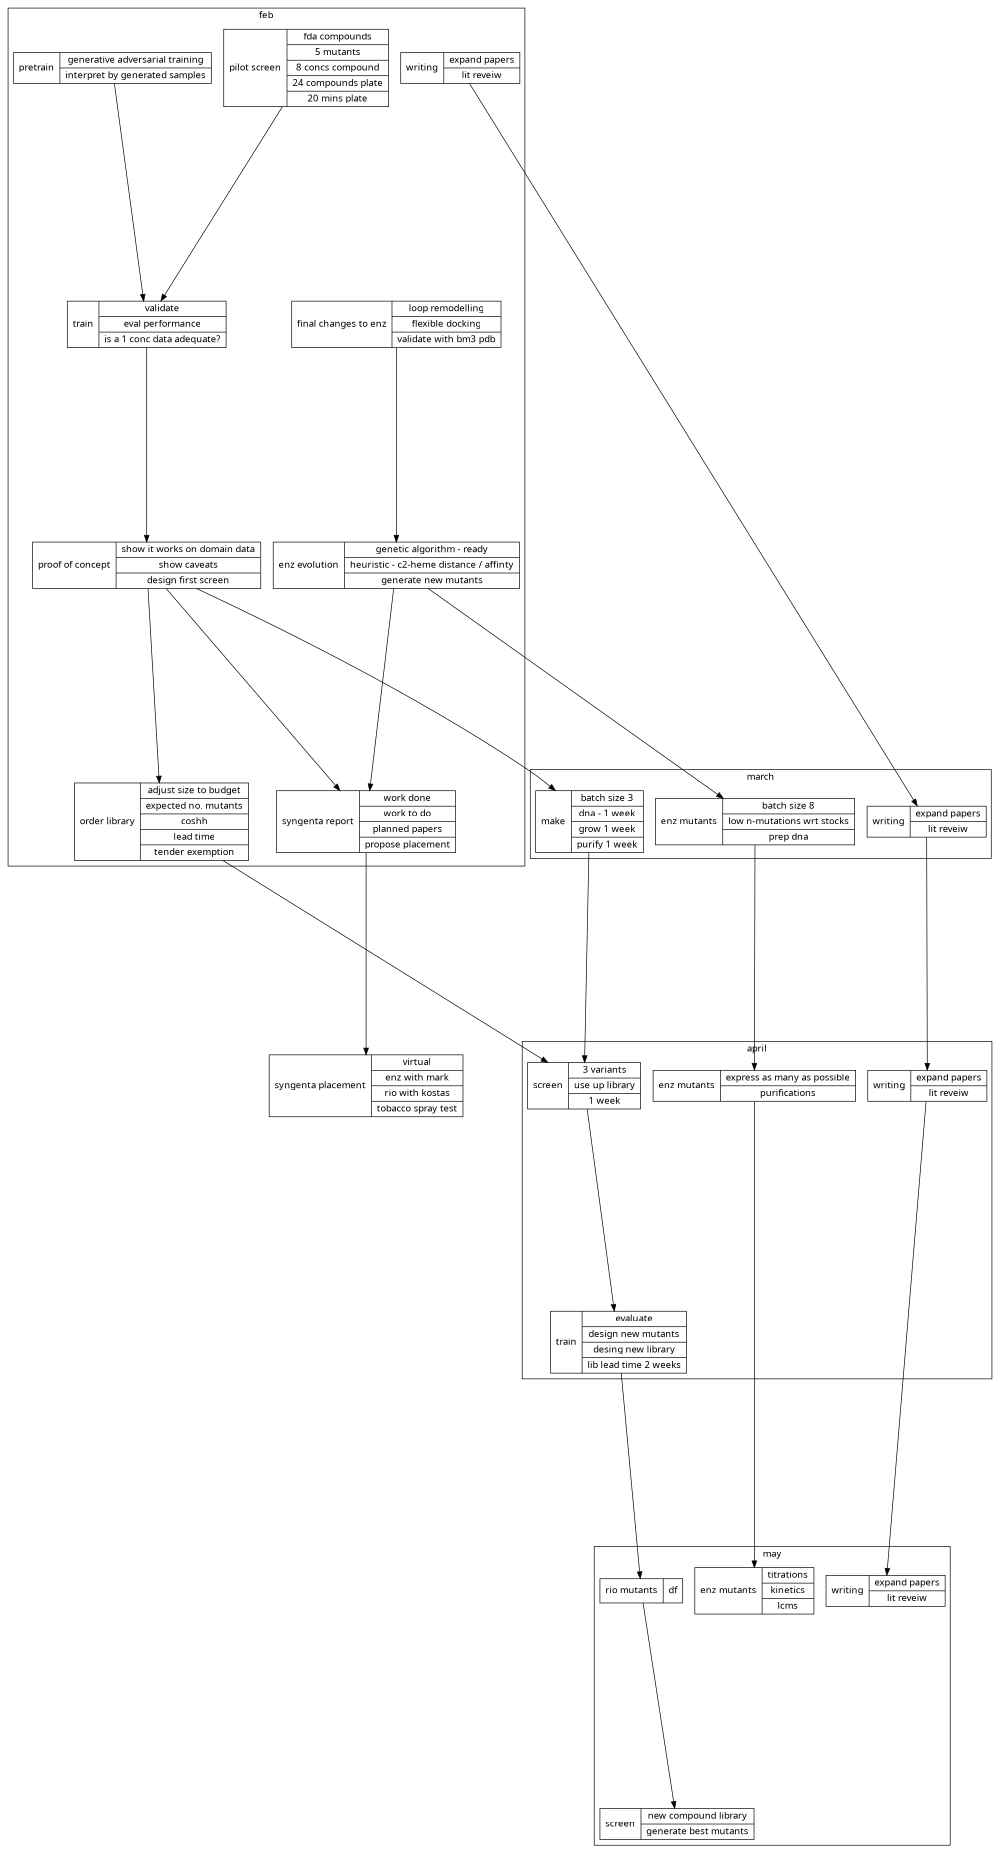 feb
pretrain
generative adversarial training
interpret by generated samples
pilot screen
fda compounds
5 mutants
8 concs compound
24 compounds plate
20 mins plate
writing
expand papers
lit reveiw
train
validate
eval performance
is a 1 conc data adequate?
final changes to enz
loop remodelling
flexible docking
validate with bm3 pdb
proof of concept
show it works on domain data
show caveats
design first screen
enz evolution
genetic algorithm - ready
heuristic - c2-heme distance / affinty
generate new mutants
order library
adjust size to budget
expected no. mutants
coshh
lead time
tender exemption
syngenta report
work done
work to do
planned papers
propose placement
march
make
batch size 3
dna - 1 week
grow 1 week
purify 1 week
enz mutants
batch size 8
low n-mutations wrt stocks
prep dna
writing
expand papers
lit reveiw
syngenta placement
virtual
enz with mark
rio with kostas
tobacco spray test
april
screen
3 variants
use up library
1 week
enz mutants
express as many as possible
purifications
writing
expand papers
lit reveiw
train
evaluate
design new mutants
desing new library
lib lead time 2 weeks
may
rio mutants
df
enz mutants
titrations
kinetics
lcms
writing
expand papers
lit reveiw
screen
new compound library
generate best mutants